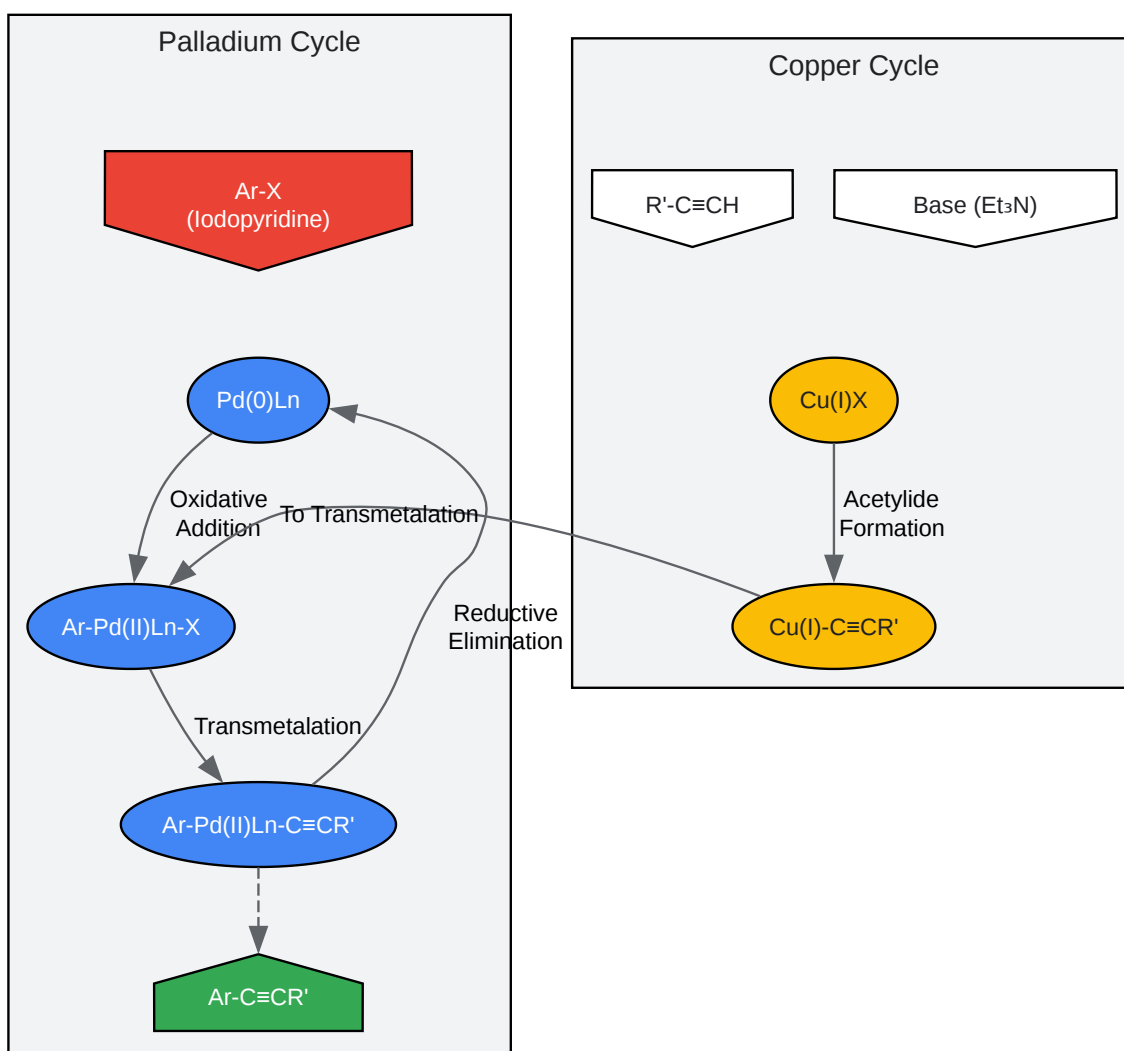 Palladium Cycle
Ar-X
(Iodopyridine)
Pd(0)Ln
Oxidative
Addition
To Transmetalation
Ar-Pd(II)Ln-X
Reductive
Elimination
Transmetalation
Ar-Pd(II)Ln-C≡CR'
Ar-C≡CR'
Copper Cycle
R'-C≡CH
Base (Et₃N)
Cu(I)X
Acetylide
Formation
Cu(I)-C≡CR'